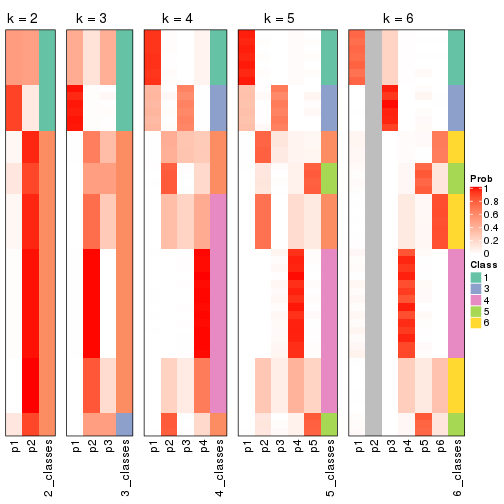 k = 2
k = 3
k = 4
k = 5
k = 6
Prob
1
0.8
0.6
0.4
0.2
0
Class
1
3
4
5
6
p1
p2
2_classes
p1
p2
p3
3_classes
p1
p2
p3
p4
4_classes
p1
p2
p3
p4
p5
5_classes
p1
p2
p3
p4
p5
p6
6_classes